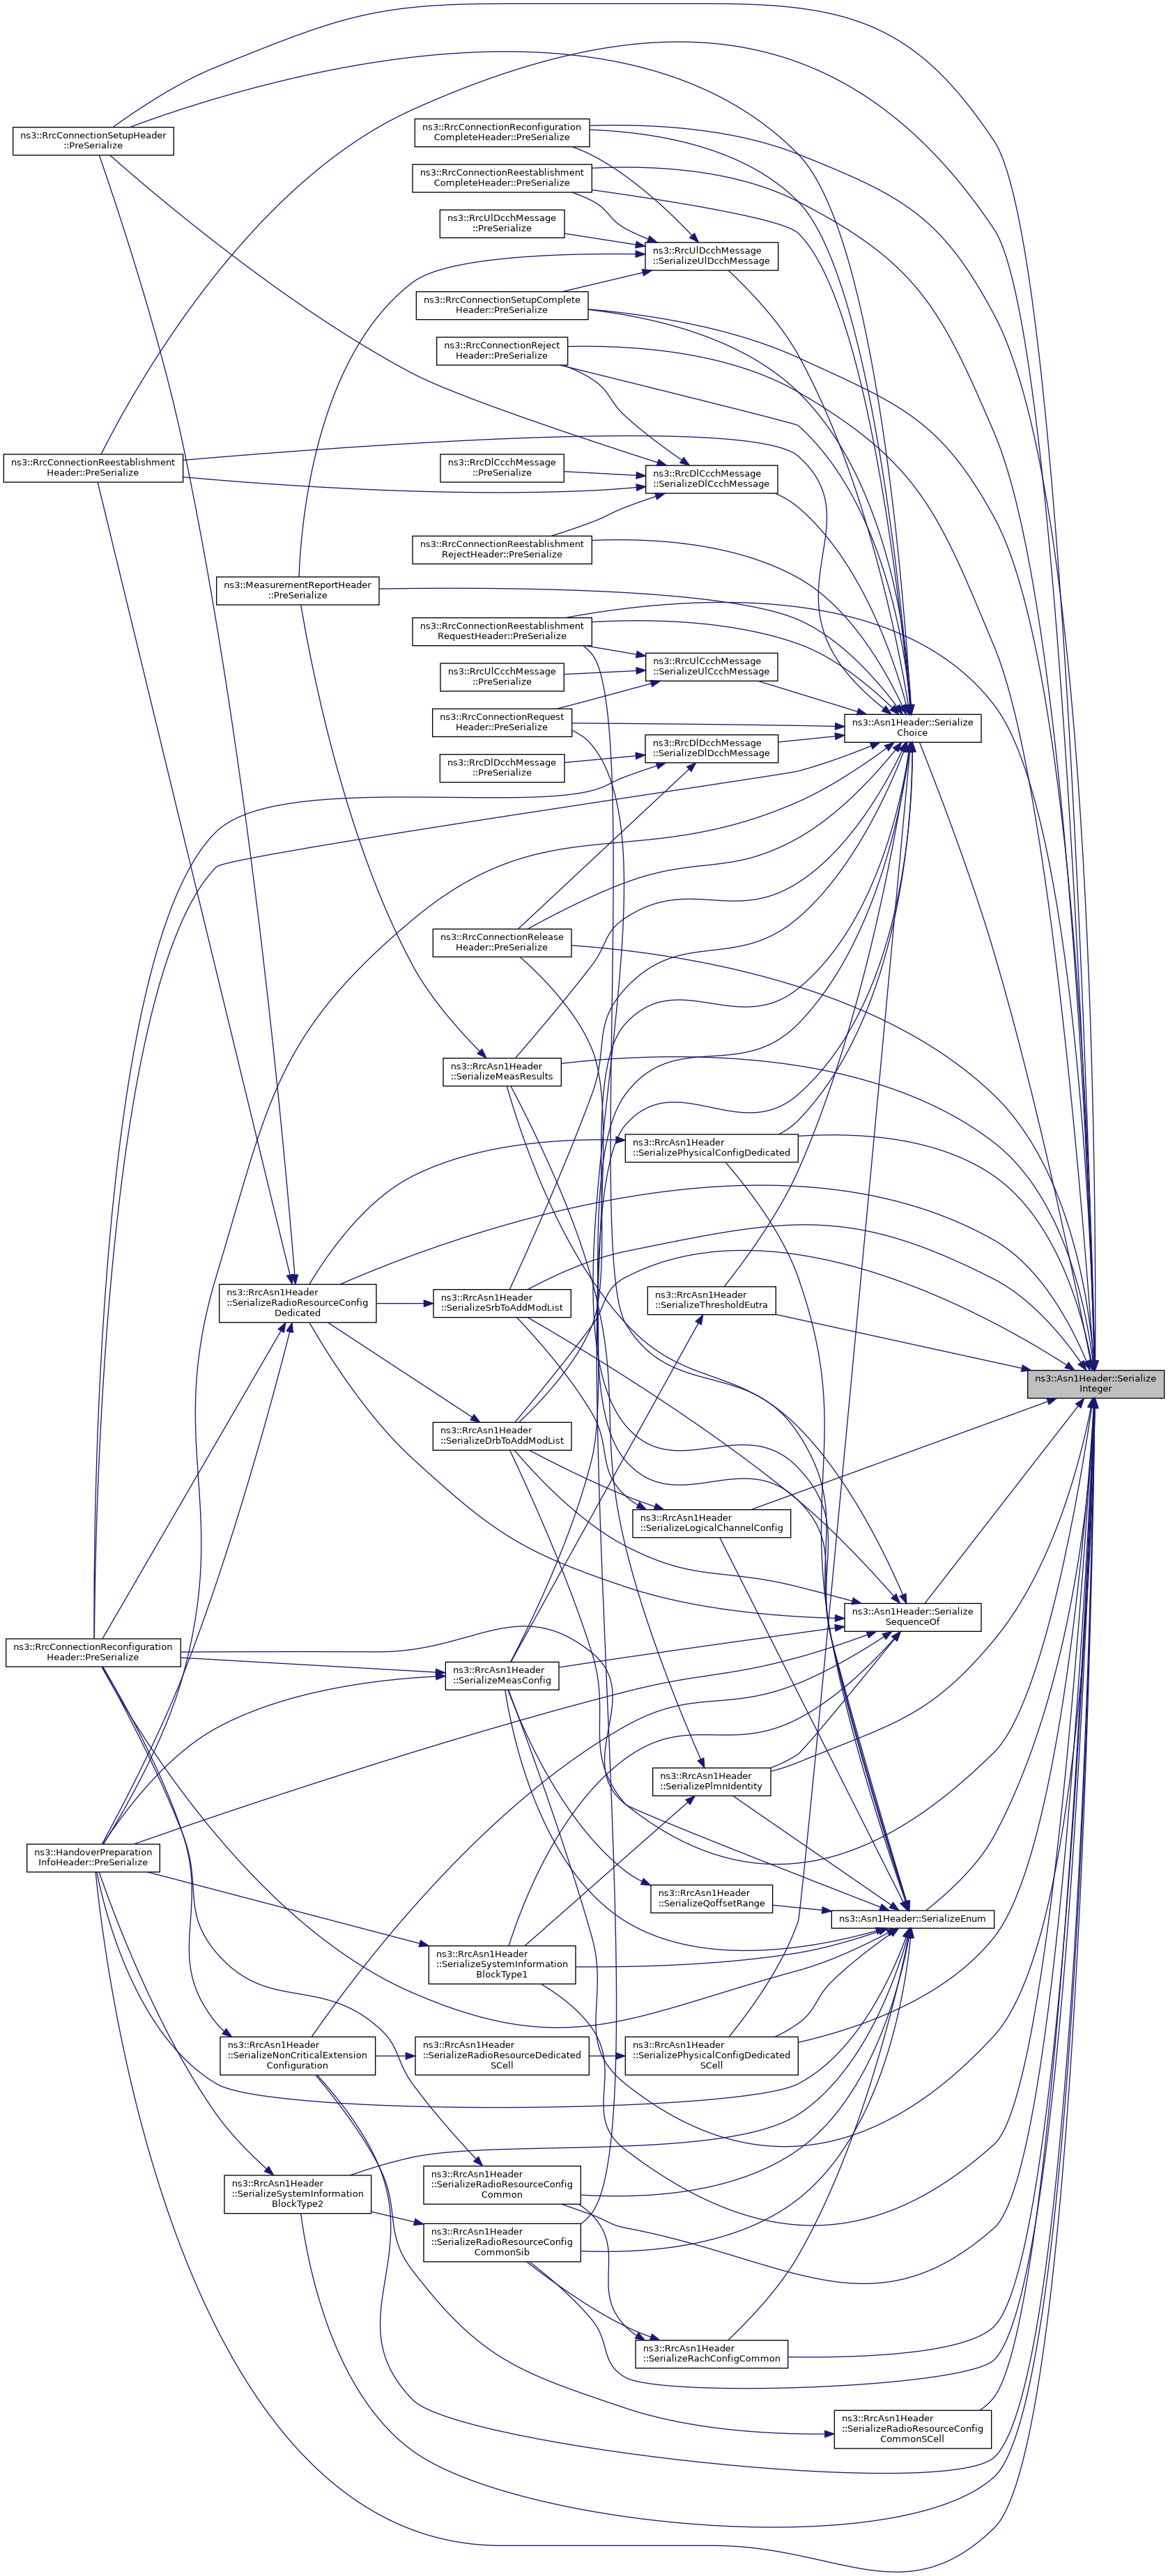 ns3::RrcConnectionSetupHeader
::PreSerialize
ns3::RrcConnectionReconfiguration
CompleteHeader::PreSerialize
ns3::RrcConnectionReestablishment
CompleteHeader::PreSerialize
ns3::RrcUlDcchMessage
::PreSerialize
ns3::RrcUlDcchMessage
::SerializeUlDcchMessage
ns3::RrcConnectionSetupComplete
Header::PreSerialize
ns3::RrcConnectionReject
Header::PreSerialize
ns3::RrcConnectionReestablishment
Header::PreSerialize
ns3::RrcDlCcchMessage
::PreSerialize
ns3::RrcDlCcchMessage
::SerializeDlCcchMessage
ns3::RrcConnectionReestablishment
RejectHeader::PreSerialize
ns3::MeasurementReportHeader
::PreSerialize
ns3::RrcConnectionReestablishment
RequestHeader::PreSerialize
ns3::RrcUlCcchMessage
::SerializeUlCcchMessage
ns3::RrcUlCcchMessage
::PreSerialize
ns3::RrcConnectionRequest
Header::PreSerialize
ns3::Asn1Header::Serialize
Choice
ns3::RrcDlDcchMessage
::SerializeDlDcchMessage
ns3::RrcDlDcchMessage
::PreSerialize
ns3::RrcConnectionRelease
Header::PreSerialize
ns3::RrcAsn1Header
::SerializeMeasResults
ns3::RrcAsn1Header
::SerializePhysicalConfigDedicated
ns3::RrcAsn1Header
::SerializeRadioResourceConfig
Dedicated
ns3::RrcAsn1Header
::SerializeSrbToAddModList
ns3::RrcAsn1Header
::SerializeThresholdEutra
ns3::Asn1Header::Serialize
Integer
ns3::RrcAsn1Header
::SerializeDrbToAddModList
ns3::RrcAsn1Header
::SerializeLogicalChannelConfig
ns3::Asn1Header::Serialize
SequenceOf
ns3::RrcConnectionReconfiguration
Header::PreSerialize
ns3::RrcAsn1Header
::SerializeMeasConfig
ns3::RrcAsn1Header
::SerializePlmnIdentity
ns3::HandoverPreparation
InfoHeader::PreSerialize
ns3::RrcAsn1Header
::SerializeQoffsetRange
ns3::Asn1Header::SerializeEnum
ns3::RrcAsn1Header
::SerializeSystemInformation
BlockType1
ns3::RrcAsn1Header
::SerializeNonCriticalExtension
Configuration
ns3::RrcAsn1Header
::SerializeRadioResourceDedicated
SCell
ns3::RrcAsn1Header
::SerializePhysicalConfigDedicated
SCell
ns3::RrcAsn1Header
::SerializeRadioResourceConfig
Common
ns3::RrcAsn1Header
::SerializeSystemInformation
BlockType2
ns3::RrcAsn1Header
::SerializeRadioResourceConfig
CommonSib
ns3::RrcAsn1Header
::SerializeRachConfigCommon
ns3::RrcAsn1Header
::SerializeRadioResourceConfig
CommonSCell